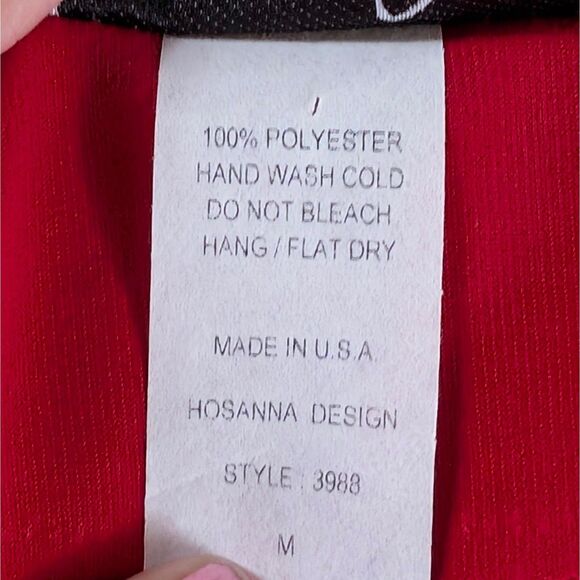 100% POLYESTER
HAND WASH COLD
DO NOT BLEACH
HANG / FLAT DRY
MADE IN U.S.A.
HOSANNA DESIGN
STYLE : 3988
M